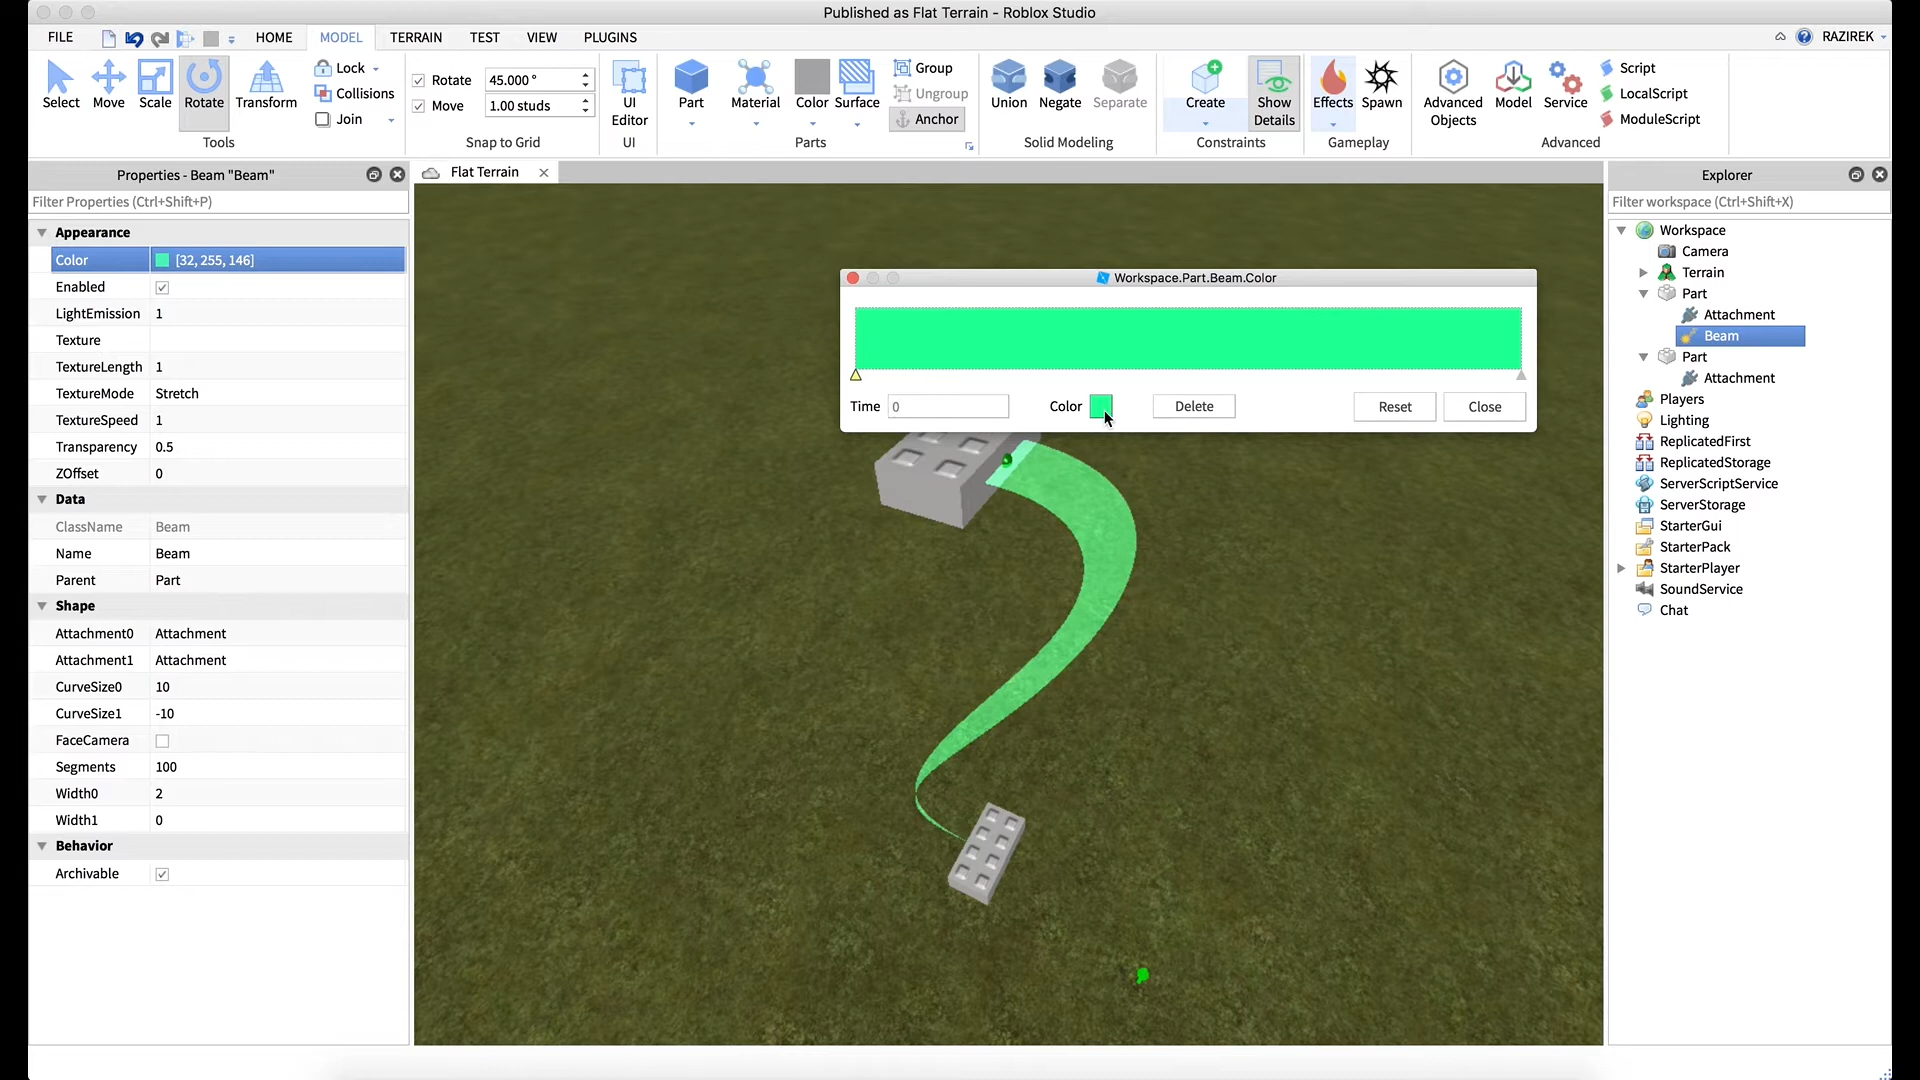 Published as Flat Terrain - Roblox Studio
FILE HOME MODEL TERRAIN TEST VIEW PLUGINS RAZIREK
Select Move Scale Rotate Transform
Lock
Collisions
Join
Tools
Rotate 45.000 °
Move 1.00 studs
Snap to Grid
UI Editor
UI
Part Material Color Surface
Group
Ungroup
Anchor
Parts
Union Negate Separate
Solid Modeling
Create Show Details
Constraints
Effects Spawn
Gameplay
Advanced Objects Model Service
Script
LocalScript
ModuleScript
Advanced
Properties - Beam "Beam"
Filter Properties (Ctrl+Shift+P)
Appearance
Color [32, 255, 146]
Enabled
LightEmission 1
Texture
TextureLength 1
TextureMode Stretch
TextureSpeed 1
Transparency 0.5
ZOffset 0
Data
ClassName Beam
Name Beam
Parent Part
Shape
Attachment0 Attachment
Attachment1 Attachment
CurveSize0 10
CurveSize1 -10
FaceCamera
Segments 100
Width0 2
Width1 0
Behavior
Archivable
Flat Terrain
Workspace.Part.Beam.Color
Time 0 Color Delete Reset Close
Explorer
Filter workspace (Ctrl+Shift+X)
Workspace
Camera
Terrain
Part
Attachment
Beam
Part
Attachment
Players
Lighting
ReplicatedFirst
ReplicatedStorage
ServerScriptService
ServerStorage
StarterGui
StarterPack
StarterPlayer
SoundService
Chat